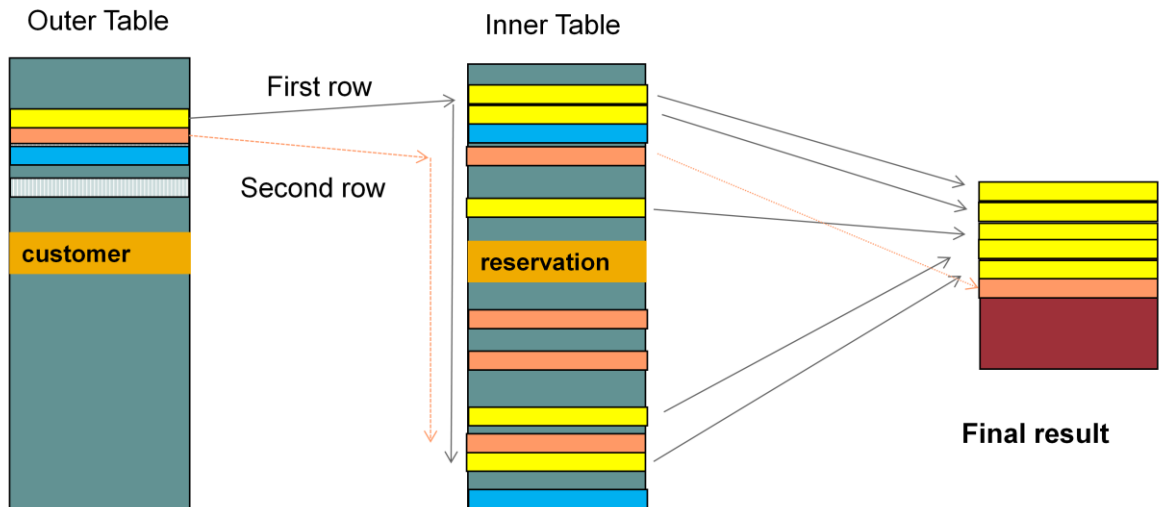 Outer Table
Inner Table
First row
Second row
customer
reservation
Final result